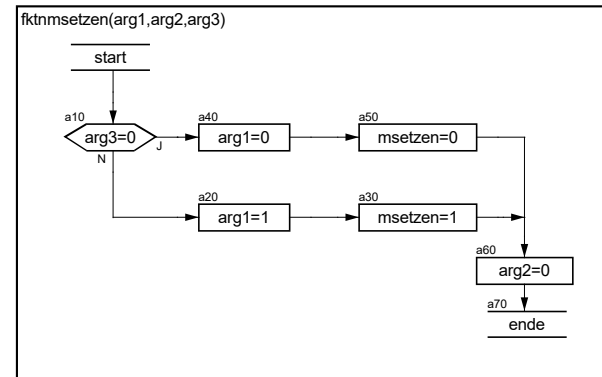 fktnmsetzen(arg1,arg2,arg3)
start
a10
arg3=0
J
N
a40
arg1=0
a50
msetzen=0
a20
arg1=1
a30
msetzen=1
a60
arg2=0
a70
ende